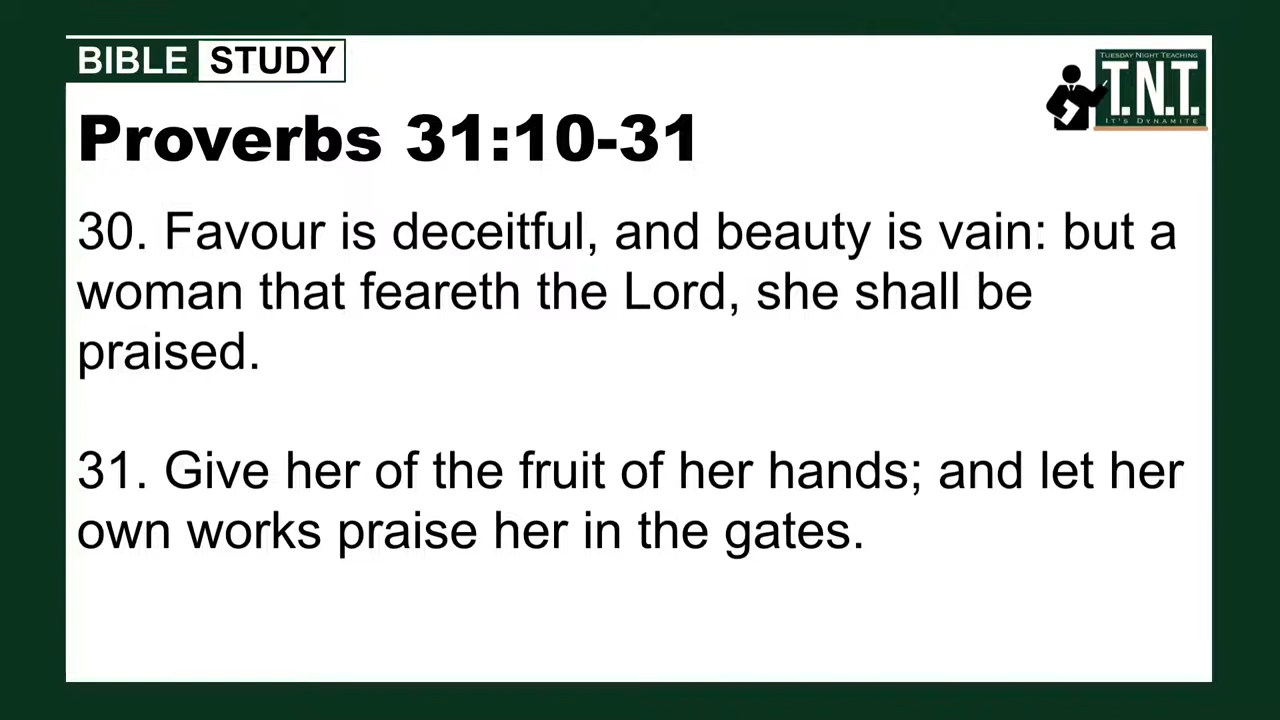 BIBLE STUDY
TUESDAY NIGHT TEACHING
T.N.T.
IT'S DYNAMITE
Proverbs 31:10-31
30. Favour is deceitful, and beauty is vain: but a
woman that feareth the Lord, she shall be
praised.
31. Give her of the fruit of her hands; and let her
own works praise her in the gates.